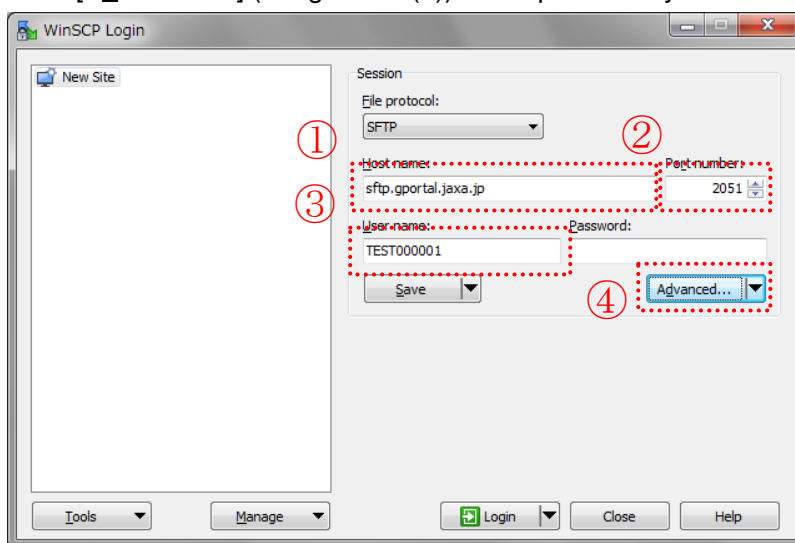 WinSCP Login
New Site
Session
File protocol:
SFTP
① ②
Host name: Port number:
sftp.gportal.jaxa.jp 2051
③
User name: Password:
TEST000001
Save ④ Advanced...
Tools Manage Login Close Help